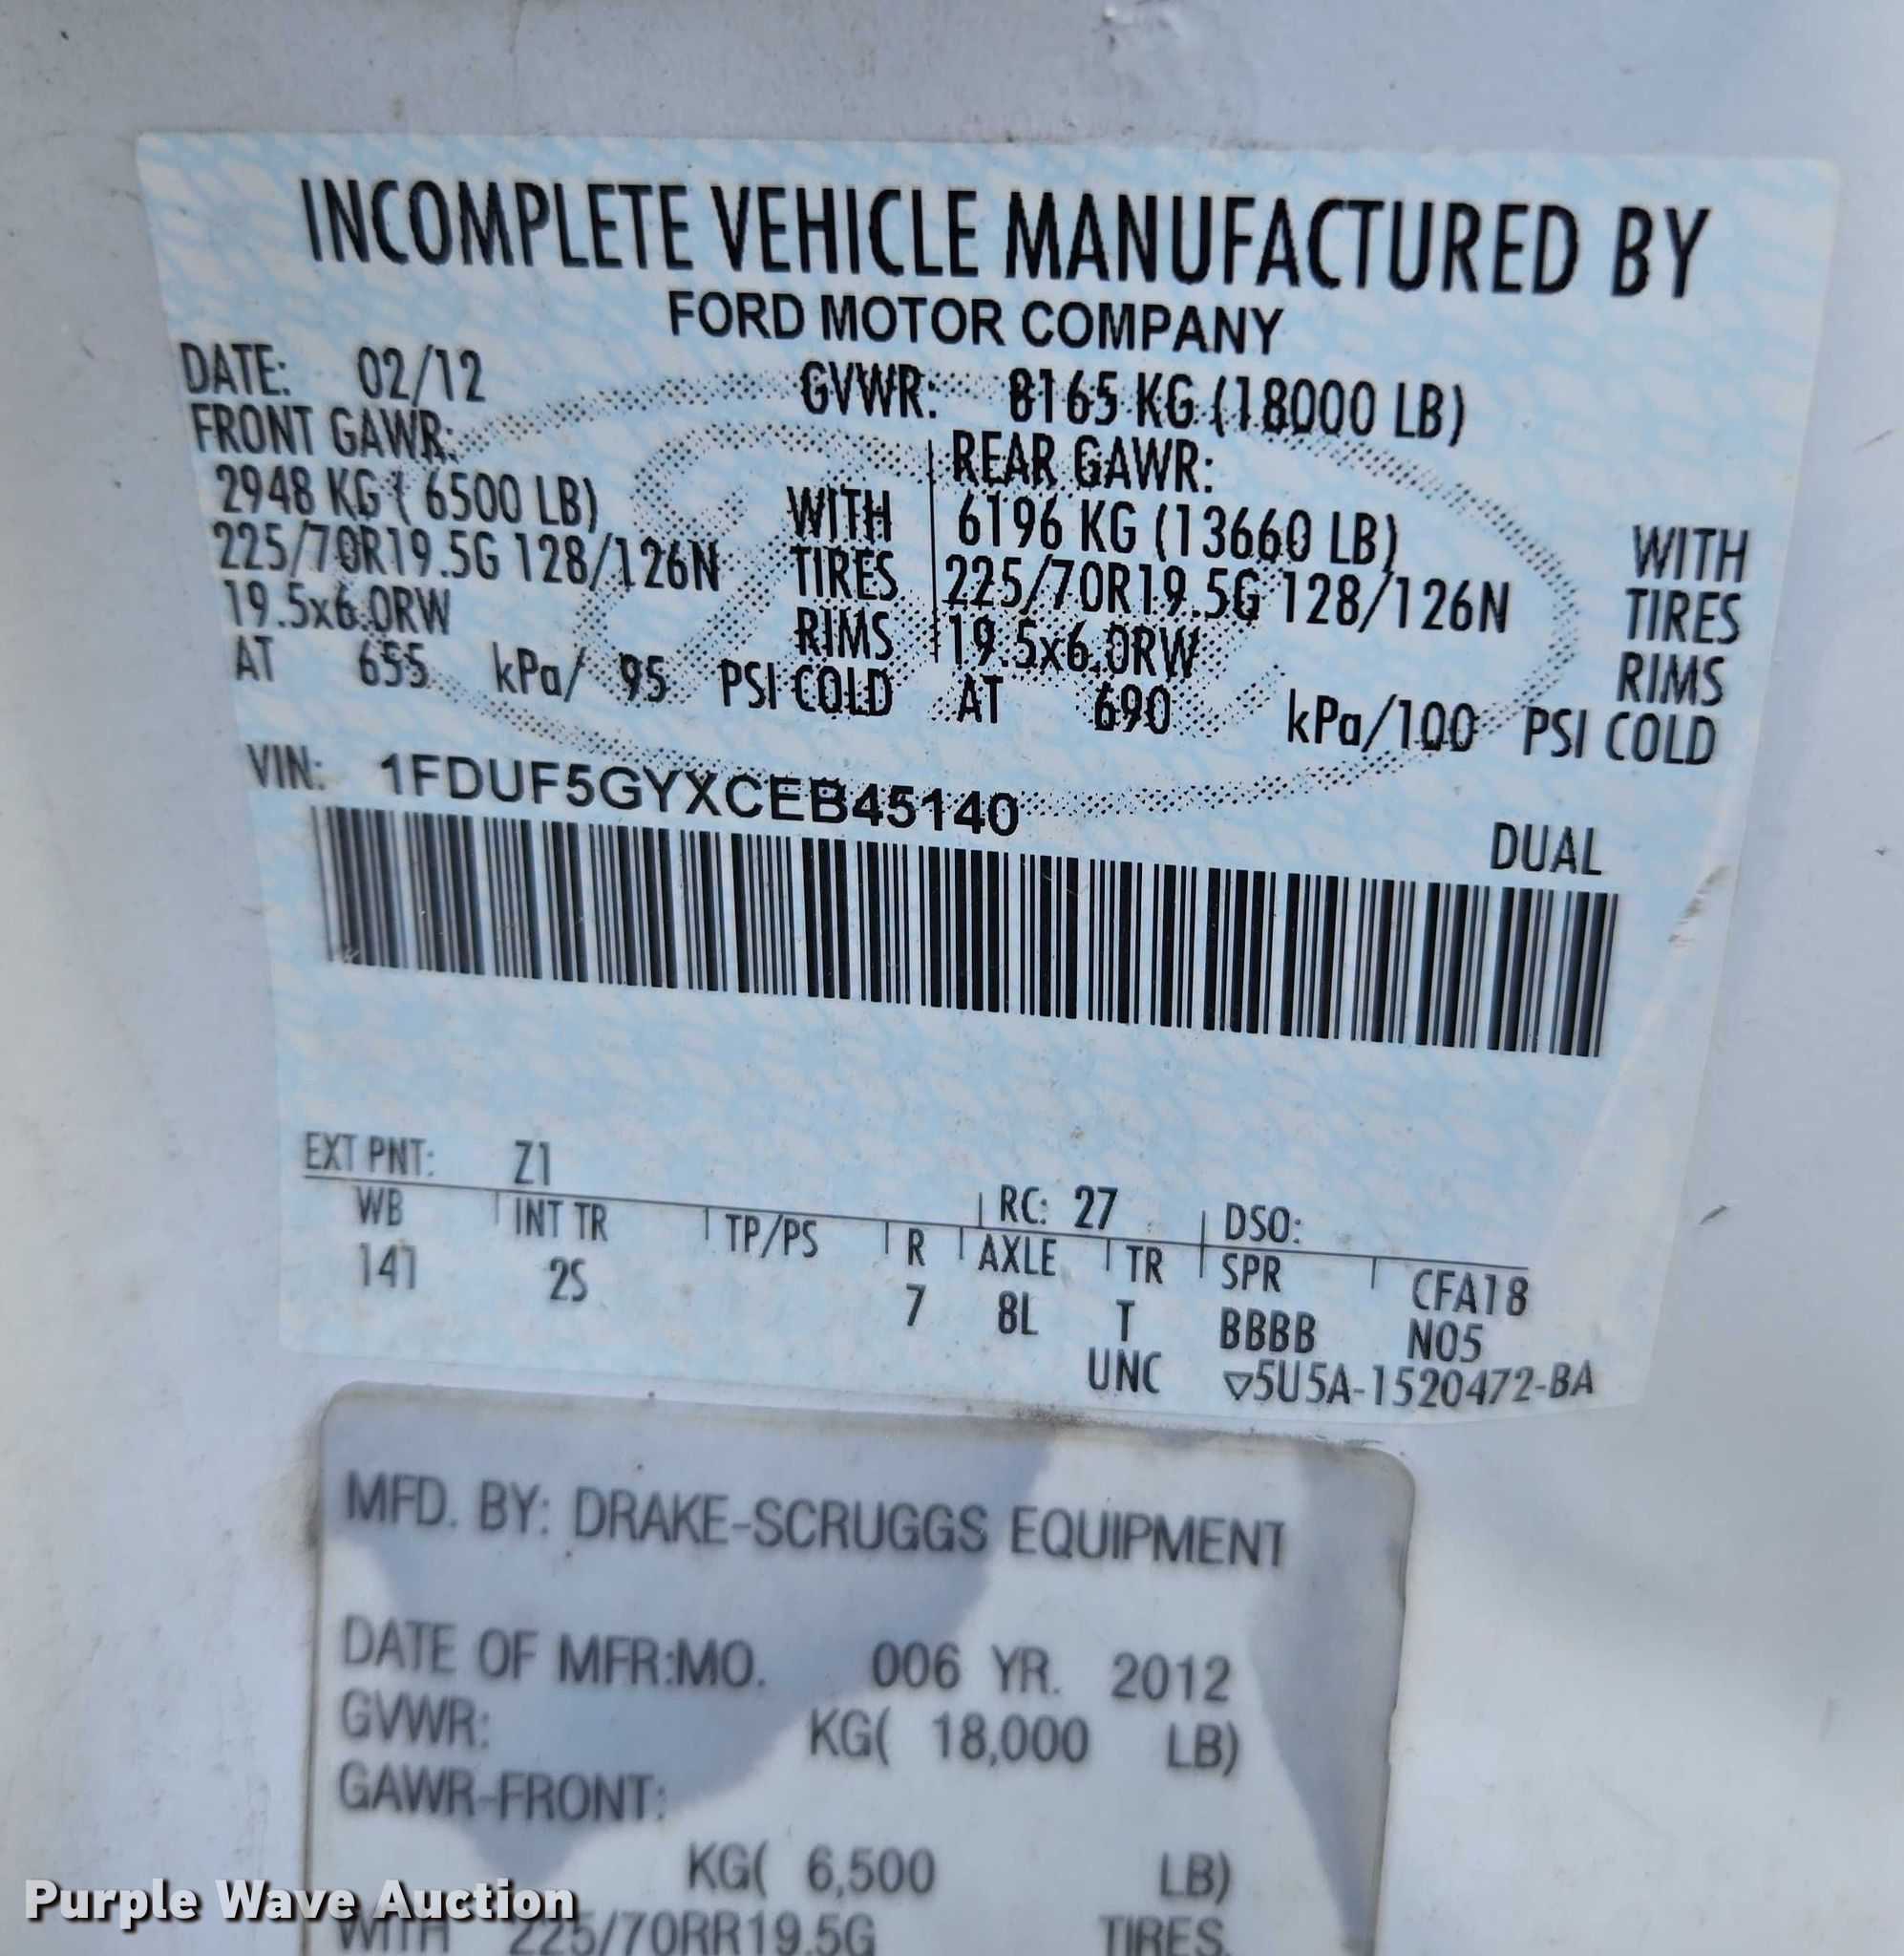 INCOMPLETE VEHICLE MANUFACTURED BY
FORD MOTOR COMPANY
DATE: 02/12 GVWR: 8165 KG (18000 LB)
FRONT GAWR: REAR GAWR:
2948 KG ( 6500 LB) WITH 6196 KG (13660 LB) WITH
225/70R19.5G 128/126N TIRES 225/70R19.5G 128/126N TIRES
19.5x6.0RW RIMS 19.5x6.0RW RIMS
AT 655 kPa/ 95 PSI COLD AT 690 kPa/100 PSI COLD
VIN: 1FDUF5GYXCEB45140
DUAL
EXT PNT: Z1 RC: 27 DSO:
WB INT TR TP/PS R AXLE TR SPR CFA18
141 2S 7 8L T BBBB N05
UNC ▽5U5A-1520472-BA
MFD. BY: DRAKE-SCRUGGS EQUIPMENT
DATE OF MFR:MO. 006 YR. 2012
GVWR: KG( 18,000 LB)
GAWR-FRONT:
KG( 6,500 LB)
WITH 225/70RR19.5G TIRES
Purple Wave Auction